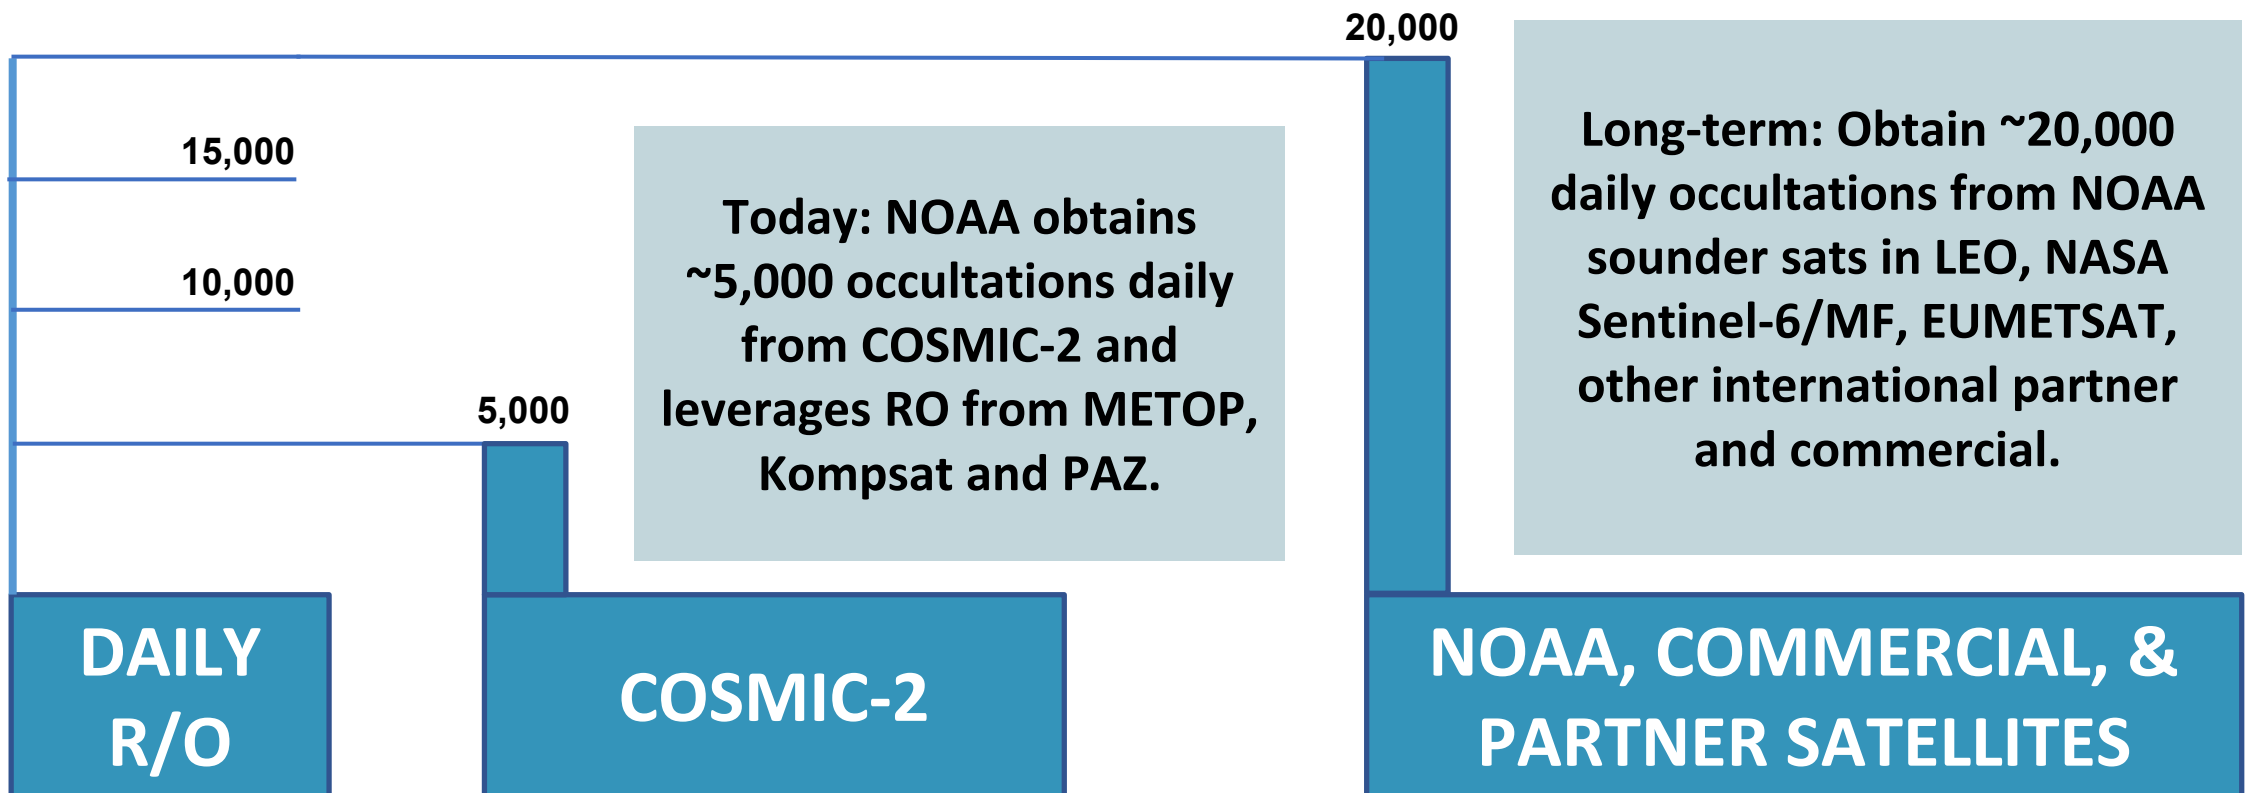 20,000
15,000
10,000
5,000
Today: NOAA obtains
~5,000 occultations daily
from COSMIC-2 and
leverages RO from METOP,
Kompsat and PAZ.
Long-term: Obtain ~20,000
daily occultations from NOAA
sounder sats in LEO, NASA
Sentinel-6/MF, EUMETSAT,
other international partner
and commercial.
DAILY
R/O
COSMIC-2
NOAA, COMMERCIAL, &
PARTNER SATELLITES